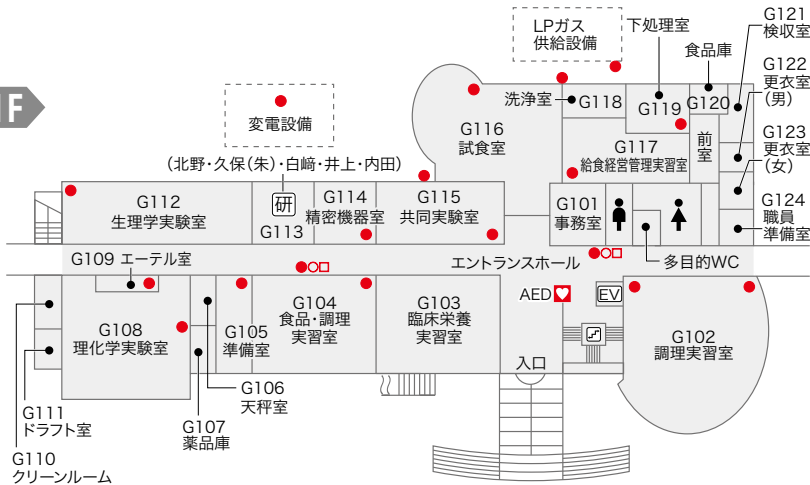 1F
LPガス
供給設備
下処理室
食品庫
G121
検収室
G122
更衣室
(男)
G123
更衣室
(女)
G124
職員
準備室
変電設備
洗浄室
G118
G119
G120
G116
試食室
G117
給食経営管理実習室
前
室
(北野・久保(朱)・白﨑・井上・内田)
研
G113
G112
生理学実験室
G114
精密機器室
G115
共同実験室
G101
事務室
多目的WC
エントランスホール
G109 エーテル室
AED
EV
G108
理化学実験室
G105
準備室
G104
食品・調理
実習室
G103
臨床栄養
実習室
G102
調理実習室
入口
G106
天秤室
G107
薬品庫
G111
ドラフト室
G110
クリーンルーム